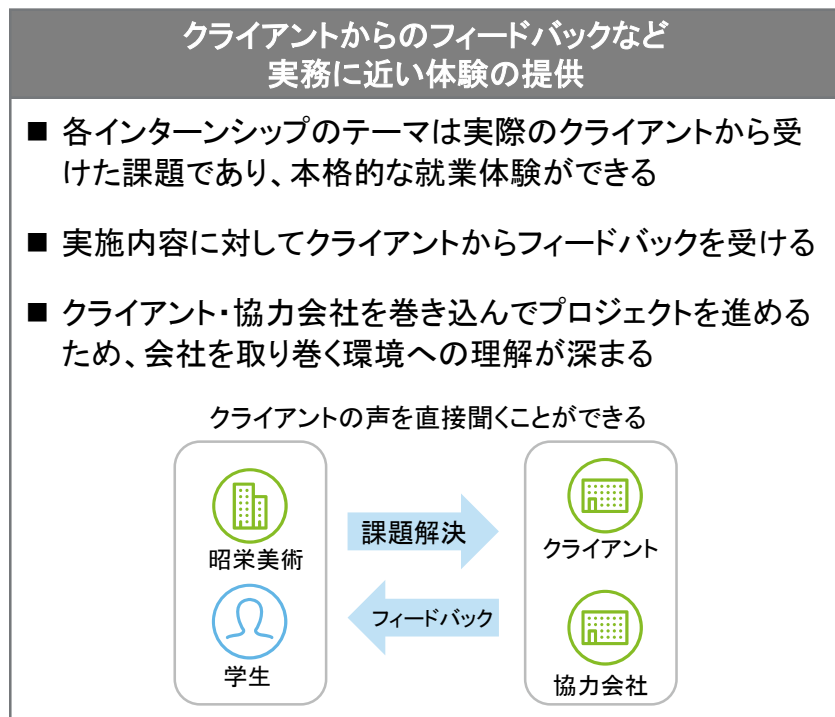 クライアントからのフィードバックなど
実務に近い体験の提供
■ 各インターンシップのテーマは実際のクライアントから受
けた課題であり、本格的な就業体験ができる
■ 実施内容に対してクライアントからフィードバックを受ける
■ クライアント・協力会社を巻き込んでプロジェクトを進める
ため、会社を取り巻く環境への理解が深まる
クライアントの声を直接聞くことができる
昭栄美術
学生
課題解決
フィードバック
クライアント
協力会社